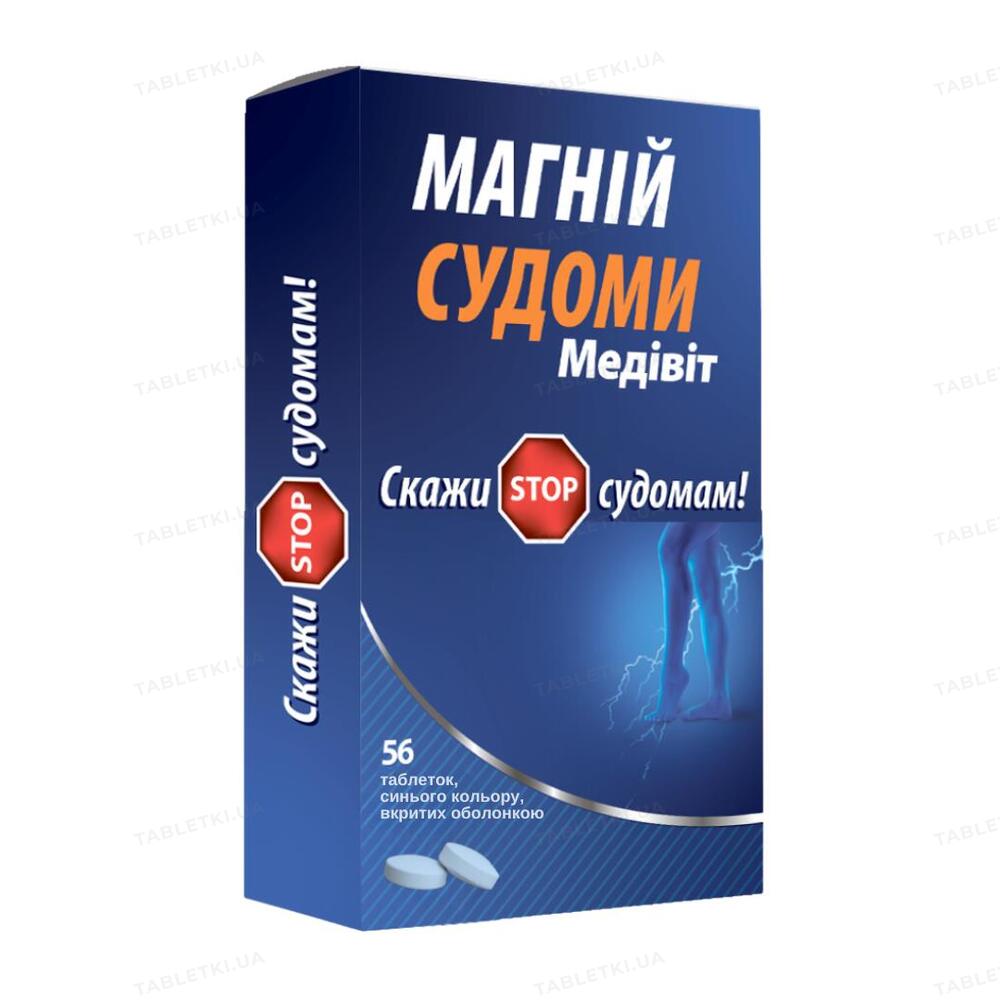 МАГНІЙ
СУДОМИ
Медівіт
Скажи STOP судомам!
56
таблеток,
синього кольору,
вкритих оболонкою
Скажи STOP судомам!
TABLETKI.UA